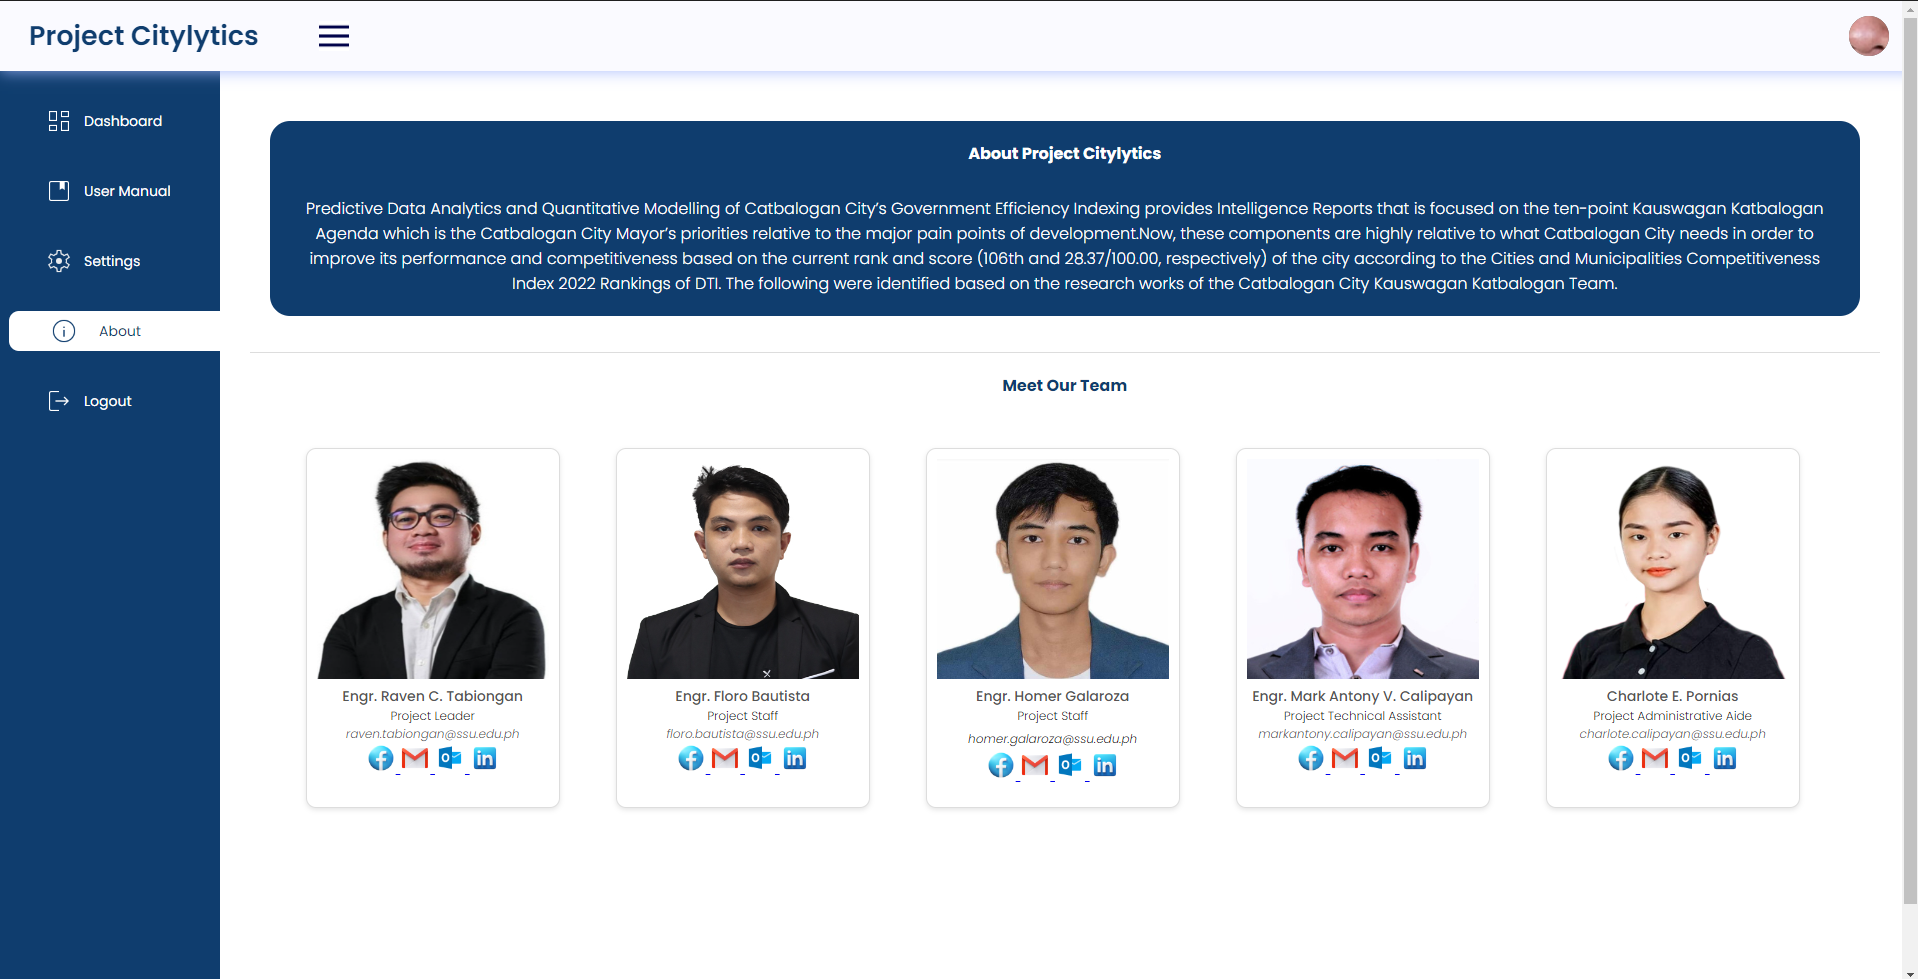 Project Citylytics
Dashboard
User Manual
Settings
About
Logout
About Project Citylytics
Predictive Data Analytics and Quantitative Modelling of Catbalogan City’s Government Efficiency Indexing provides Intelligence Reports that is focused on the ten-point Kauswagan Katbalogan
Agenda which is the Catbalogan City Mayor’s priorities relative to the major pain points of development.Now, these components are highly relative to what Catbalogan City needs in order to
improve its performance and competitiveness based on the current rank and score (106th and 28.37/100.00, respectively) of the city according to the Cities and Municipalities Competitiveness
Index 2022 Rankings of DTI. The following were identified based on the research works of the Catbalogan City Kauswagan Katbalogan Team.
Meet Our Team
Engr. Raven C. Tabiongan
Project Leader
raven.tabiongan@ssu.edu.ph
Engr. Floro Bautista
Project Staff
floro.bautista@ssu.edu.ph
Engr. Homer Galaroza
Project Staff
homer.galaroza@ssu.edu.ph
Engr. Mark Antony V. Calipayan
Project Technical Assistant
markantony.calipayan@ssu.edu.ph
Charlote E. Pornias
Project Administrative Aide
charlote.calipayan@ssu.edu.ph